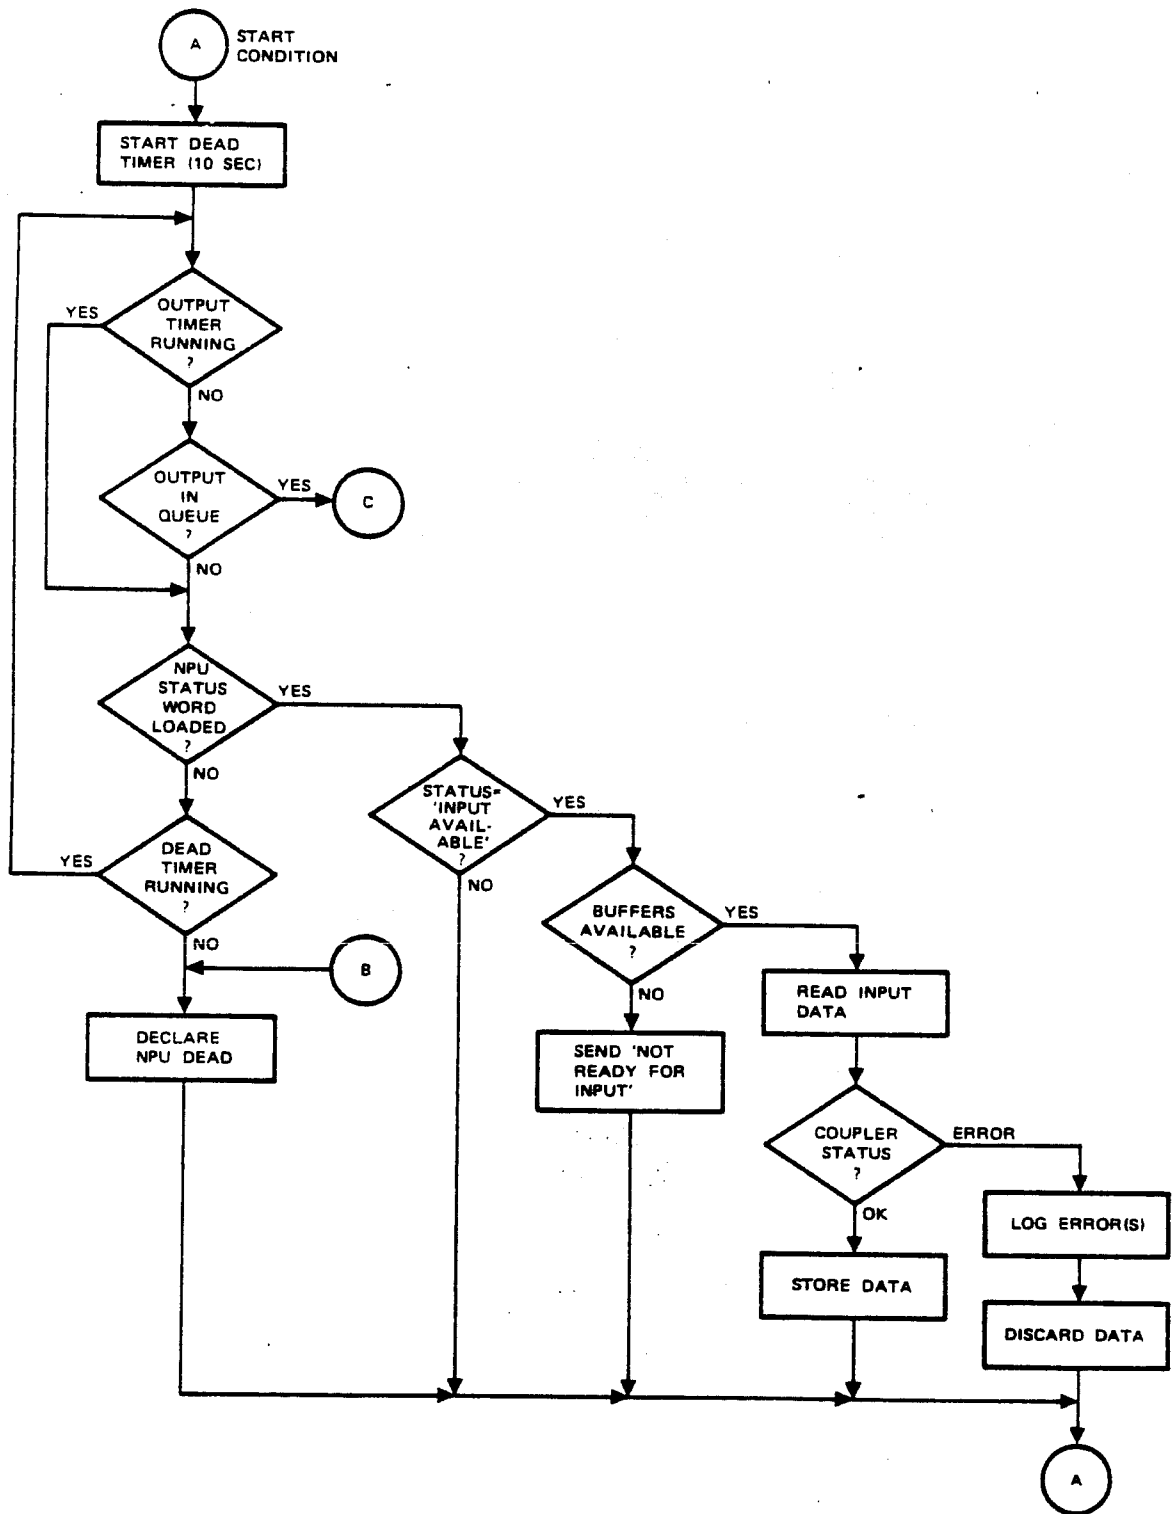 A
START
CONDITION
START DEAD
TIMER (10 SEC)
YES
OUTPUT
TIMER
RUNNING
?
NO
OUTPUT
IN
QUEUE
?
YES
C
NO
NPU
STATUS
WORD
LOADED
?
YES
NO
STATUS=
'INPUT
AVAIL-
ABLE'
?
YES
NO
YES
DEAD
TIMER
RUNNING
?
NO
BUFFERS
AVAILABLE
?
YES
NO
B
READ INPUT
DATA
DECLARE
NPU DEAD
SEND 'NOT
READY FOR
INPUT'
COUPLER
STATUS
?
ERROR
OK
LOG ERROR(S)
STORE DATA
DISCARD DATA
A